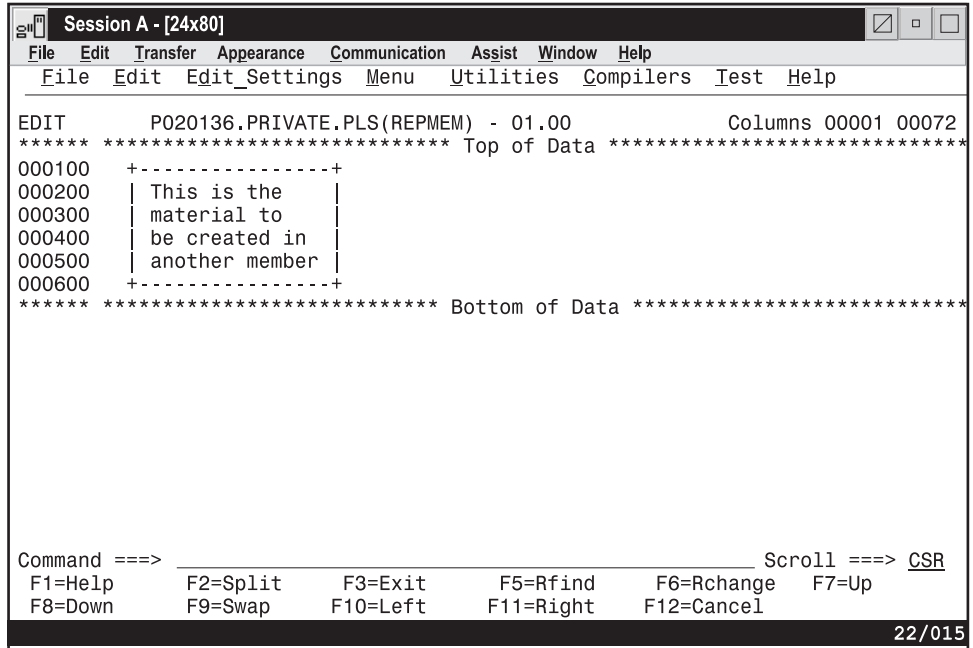 Session A - [24x80]
File Edit Transfer Appearance Communication Assist Window Help
File Edit Edit_Settings Menu Utilities Compilers Test Help
EDIT PO20136.PRIVATE.PLS(REPMEM) - 01.00 Columns 00001 00072
****** ***************************** Top of Data ******************************
000100 +----------------+
000200 | This is the |
000300 | material to |
000400 | be created in |
000500 | another member |
000600 +----------------+
****** **************************** Bottom of Data ****************************
Command ===> ________________________________________________ Scroll ===> CSR
F1=Help F2=Split F3=Exit F5=Rfind F6=Rchange F7=Up
F8=Down F9=Swap F10=Left F11=Right F12=Cancel
22/015